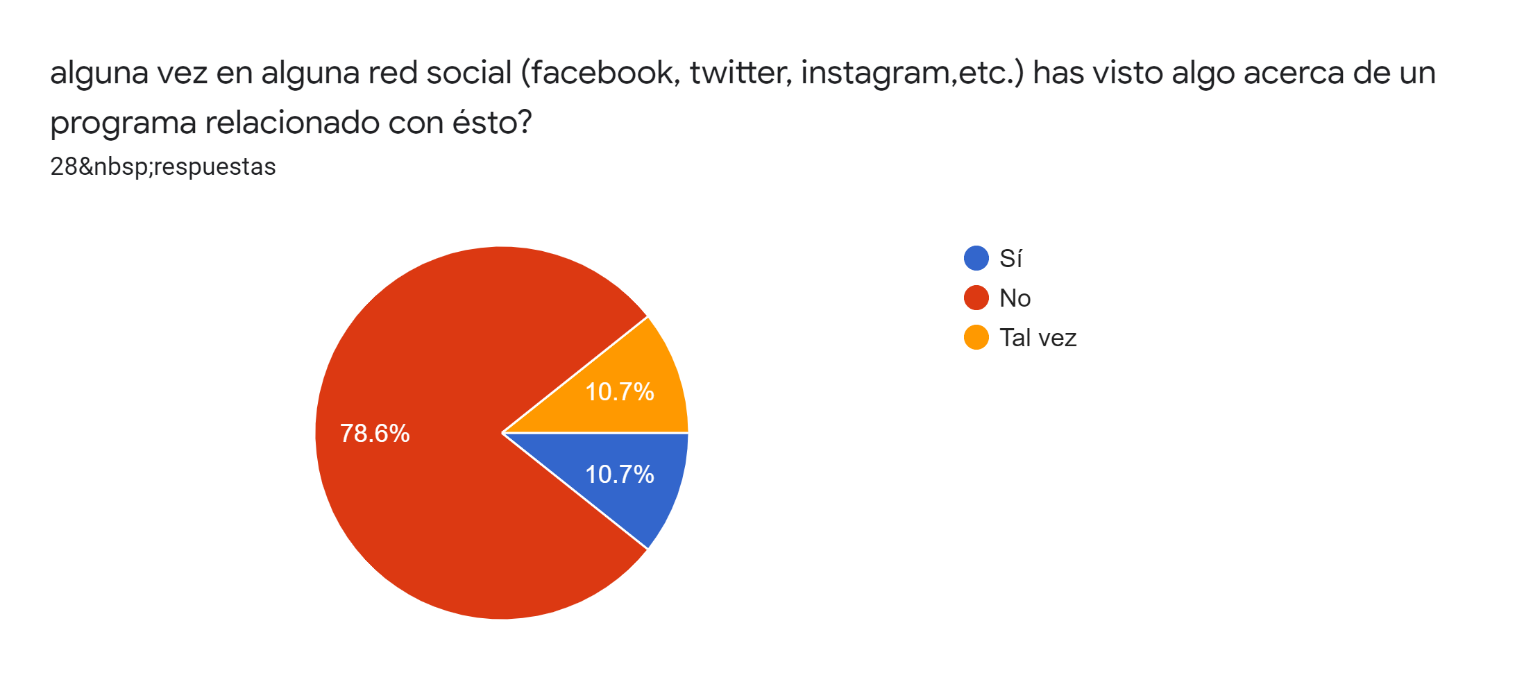 alguna vez en alguna red social (facebook, twitter, instagram,etc.) has visto algo acerca de un
programa relacionado con ésto?
28&nbsp;respuestas
Sí
No
Tal vez
10.7%
78.6%
10.7%